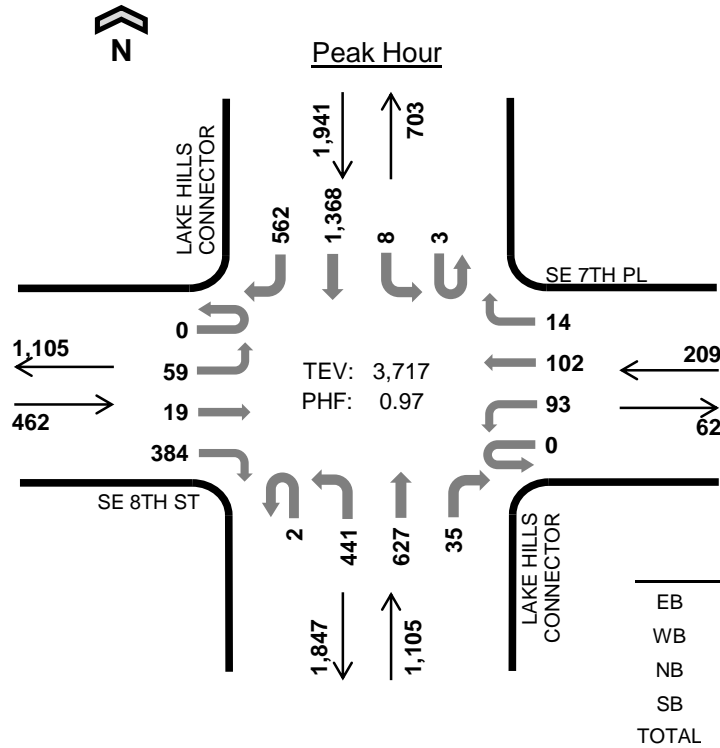 N
Peak Hour
1,941
703
LAKE HILLS
CONNECTOR
562
1,368
8
3
SE 7TH PL
0
14
1,105
59
TEV: 3,717
102
209
462
19
PHF: 0.97
93
62
384
0
SE 8TH ST
2
441
627
35
LAKE HILLS
CONNECTOR
1,847
1,105
EB
WB
NB
SB
TOTAL